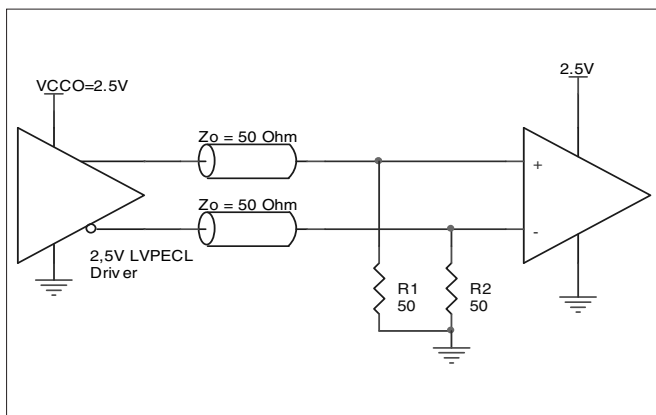 VCCO=2.5V
2.5V
Zo = 50 Ohm
+
Zo = 50 Ohm
-
2,5V LVPECL
Driver
R1
50
R2
50